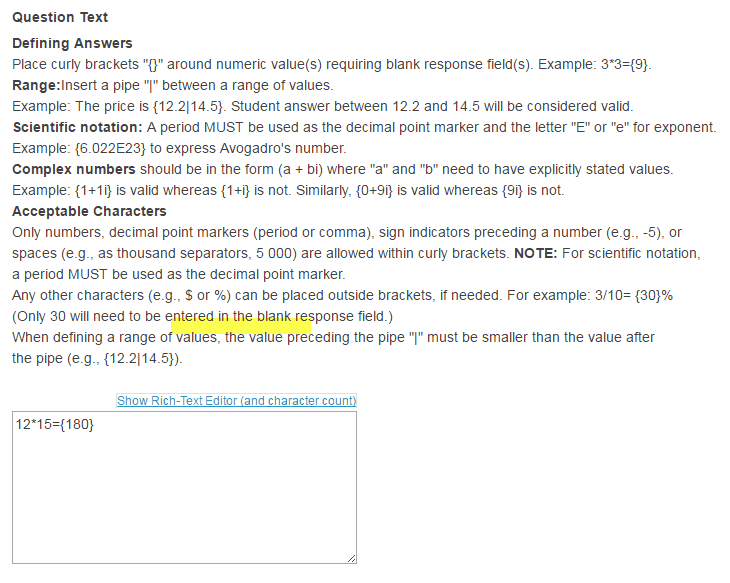 Question Text
Defining Answers
Place curly brackets "{}" around numeric value(s) requiring blank response field(s). Example: 3*3={9}.
Range:Insert a pipe "|" between a range of values.
Example: The price is {12.2|14.5}. Student answer between 12.2 and 14.5 will be considered valid.
Scientific notation: A period MUST be used as the decimal point marker and the letter "E" or "e" for exponent.
Example: {6.022E23} to express Avogadro's number.
Complex numbers should be in the form (a + bi) where "a" and "b" need to have explicitly stated values.
Example: {1+1i} is valid whereas {1+i} is not. Similarly, {0+9i} is valid whereas {9i} is not.
Acceptable Characters
Only numbers, decimal point markers (period or comma), sign indicators preceding a number (e.g., -5), or
spaces (e.g., as thousand separators, 5 000) are allowed within curly brackets. NOTE: For scientific notation,
a period MUST be used as the decimal point marker.
Any other characters (e.g., $ or %) can be placed outside brackets, if needed. For example: 3/10= {30}%
(Only 30 will need to be entered in the blank response field.)
When defining a range of values, the value preceding the pipe "|" must be smaller than the value after
the pipe (e.g., {12.2|14.5}).
Show Rich-Text Editor (and character count)
12*15={180}